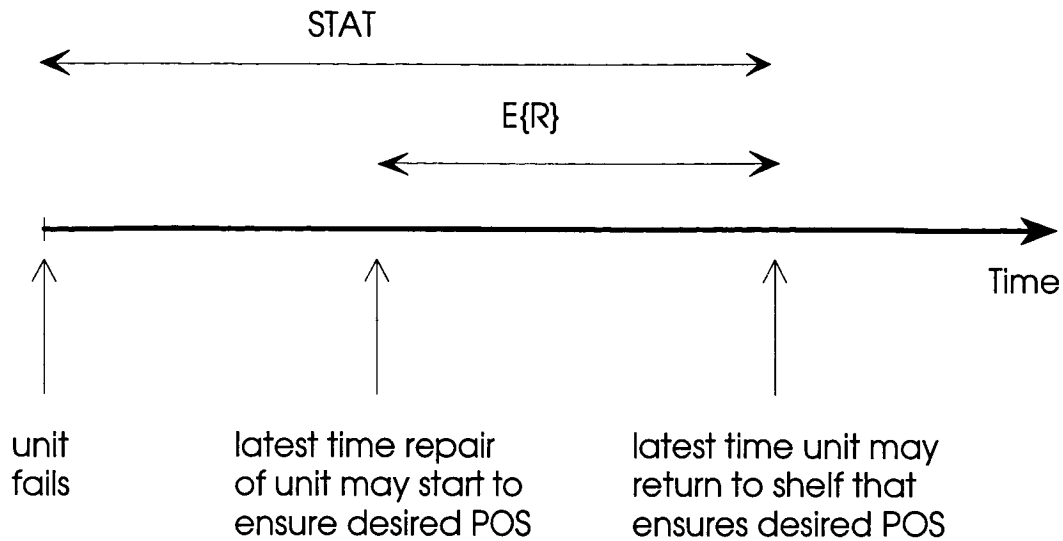 STAT
E{R}
Time
unit
fails
latest time repair
of unit may start to
ensure desired POS
latest time unit may
return to shelf that
ensures desired POS